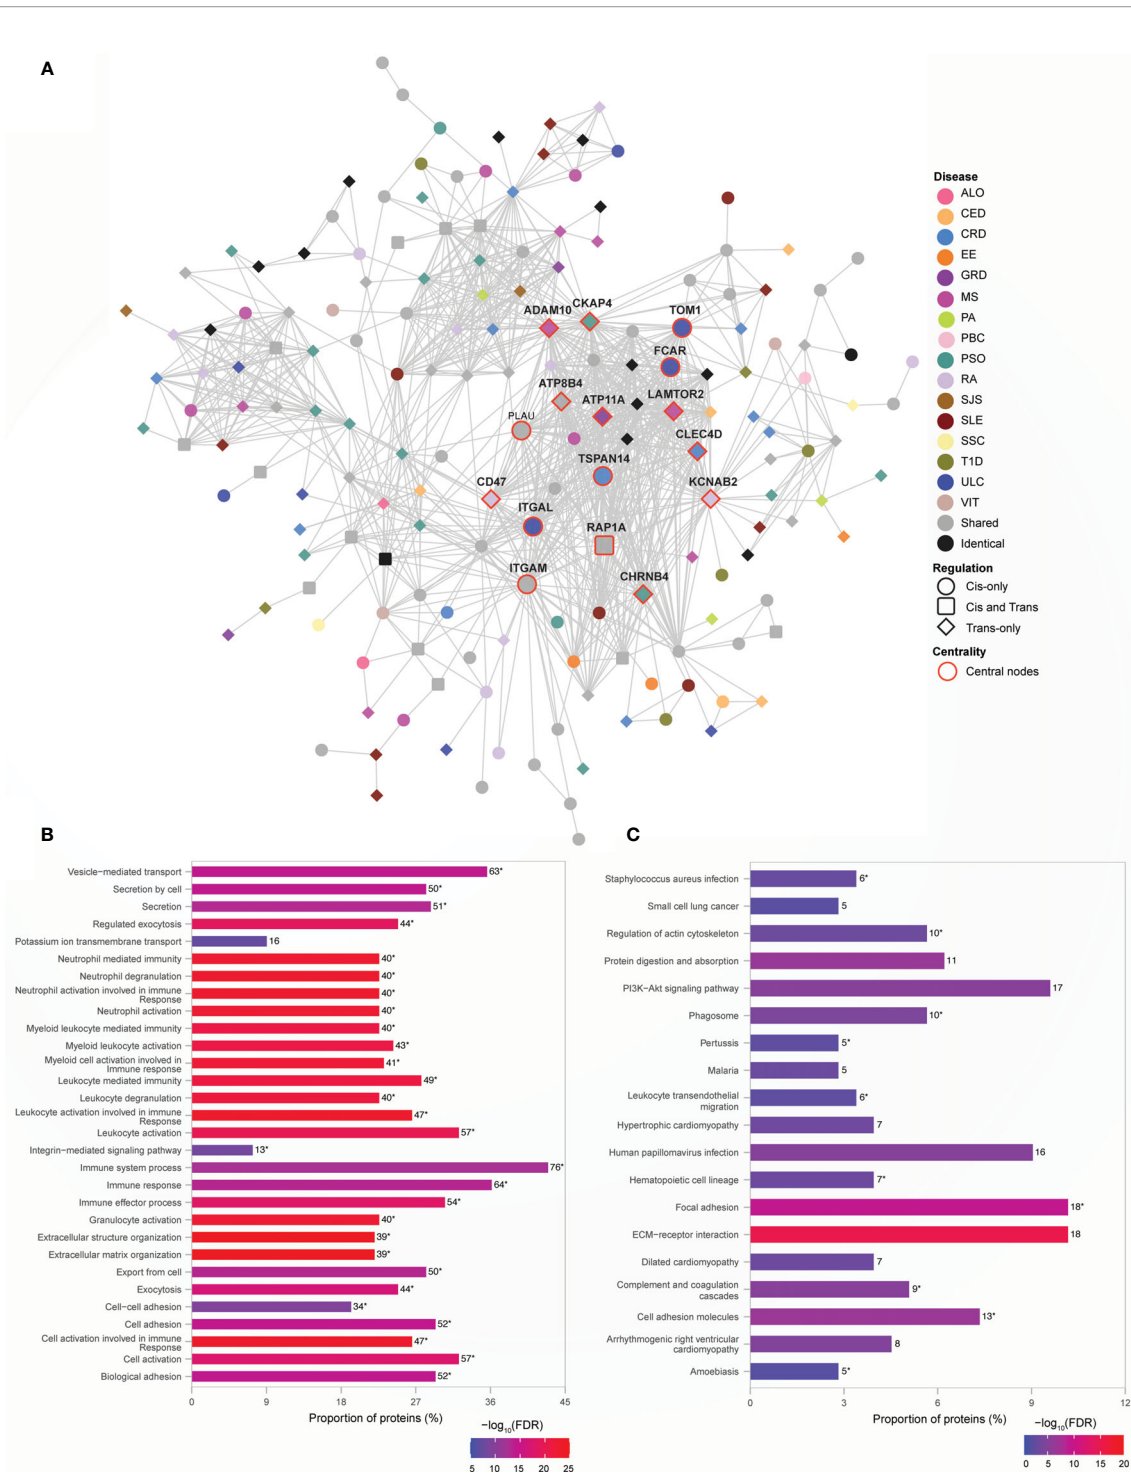 A
Disease
ALO
CED
CRD
EE
GRD
MS
PA
PBC
PSO
RA
SJS
SLE
SSC
T1D
ULC
VIT
Shared
Identical
Regulation
Cis-only
Cis and Trans
Trans-only
Centrality
Central nodes
ADAM10
CKAP4
TOM1
FCAR
ATP8B4
ATP11A
LAMTOR2
PLAU
CLEC4D
TSPAN14
CD47
KCNAB2
ITGAL
RAP1A
ITGAM
CHRNB4
B
Vesicle−mediated transport 63*
Secretion by cell 50*
Secretion 51*
Regulated exocytosis 44*
Potassium ion transmembrane transport 16
Neutrophil mediated immunity 40*
Neutrophil degranulation 40*
Neutrophil activation involved in immune
Response 40*
Neutrophil activation 40*
Myeloid leukocyte mediated immunity 40*
Myeloid leukocyte activation 43*
Myeloid cell activation involved in
Immune response 41*
Leukocyte mediated immunity 49*
Leukocyte degranulation 40*
Leukocyte activation involved in immune
Response 47*
Leukocyte activation 57*
Integrin−mediated signaling pathway 13*
Immune system process 76*
Immune response 64*
Immune effector process 54*
Granulocyte activation 40*
Extracellular structure organization 39*
Extracellular matrix organization 39*
Export from cell 50*
Exocytosis 44*
Cell−cell adhesion 34*
Cell adhesion 52*
Cell activation involved in immune
Response 47*
Cell activation 57*
Biological adhesion 52*
0 9 18 27 36 45
Proportion of proteins (%)
−log10(FDR)
5 10 15 20 25
C
Staphylococcus aureus infection 6*
Small cell lung cancer 5
Regulation of actin cytoskeleton 10*
Protein digestion and absorption 11
PI3K−Akt signaling pathway 17
Phagosome 10*
Pertussis 5*
Malaria 5
Leukocyte transendothelial
migration 6*
Hypertrophic cardiomyopathy 7
Human papillomavirus infection 16
Hematopoietic cell lineage 7*
Focal adhesion 18*
ECM−receptor interaction 18
Dilated cardiomyopathy 7
Complement and coagulation
cascades 9*
Cell adhesion molecules 13*
Arrhythmogenic right ventricular
cardiomyopathy 8
Amoebiasis 5*
0 3 6 9 12
Proportion of proteins (%)
−log10(FDR)
0 5 10 15 20